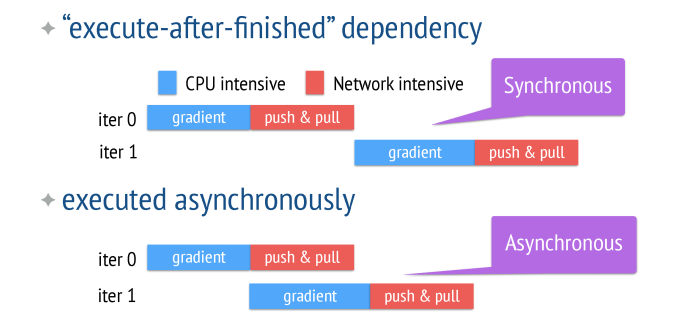 “execute-after-finished” dependency
CPU intensive
Network intensive
Synchronous
iter 0
gradient
push & pull
iter 1
gradient
push & pull
executed asynchronously
Asynchronous
iter 0
gradient
push & pull
iter 1
gradient
push & pull